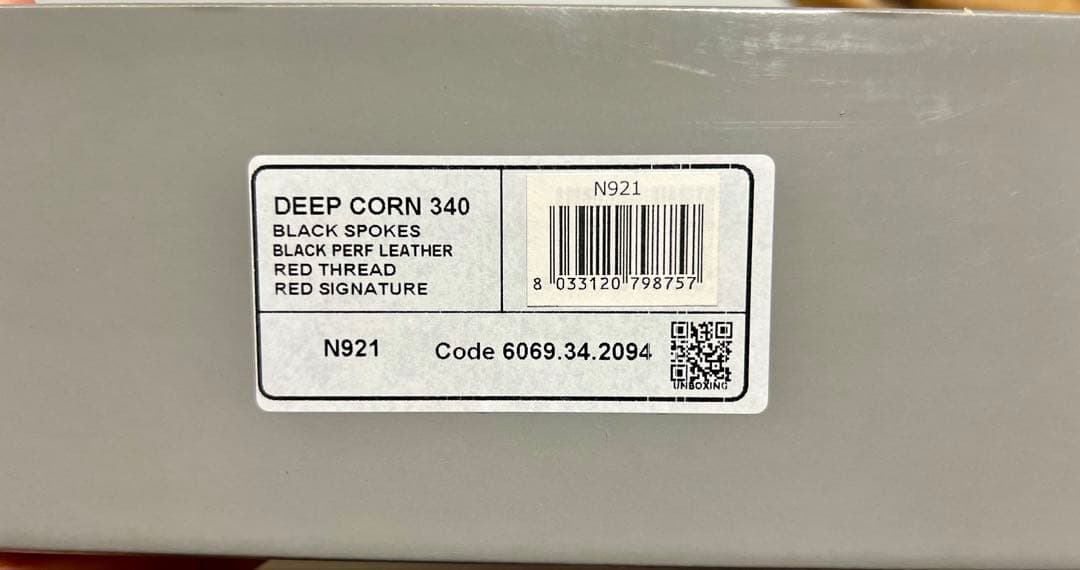 DEEP CORN 340
BLACK SPOKES
BLACK PERF LEATHER
RED THREAD
RED SIGNATURE
N921
8 033120 798757
N921
Code 6069.34.2094
UNBOXING